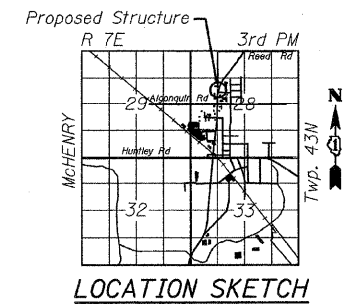 Proposed Structure
R 7E 3rd PM
Reed Rd
N
29 Algonquin Rd 28
McHENRY
Huntley Rd
Twp. 43N
32 33
LOCATION SKETCH